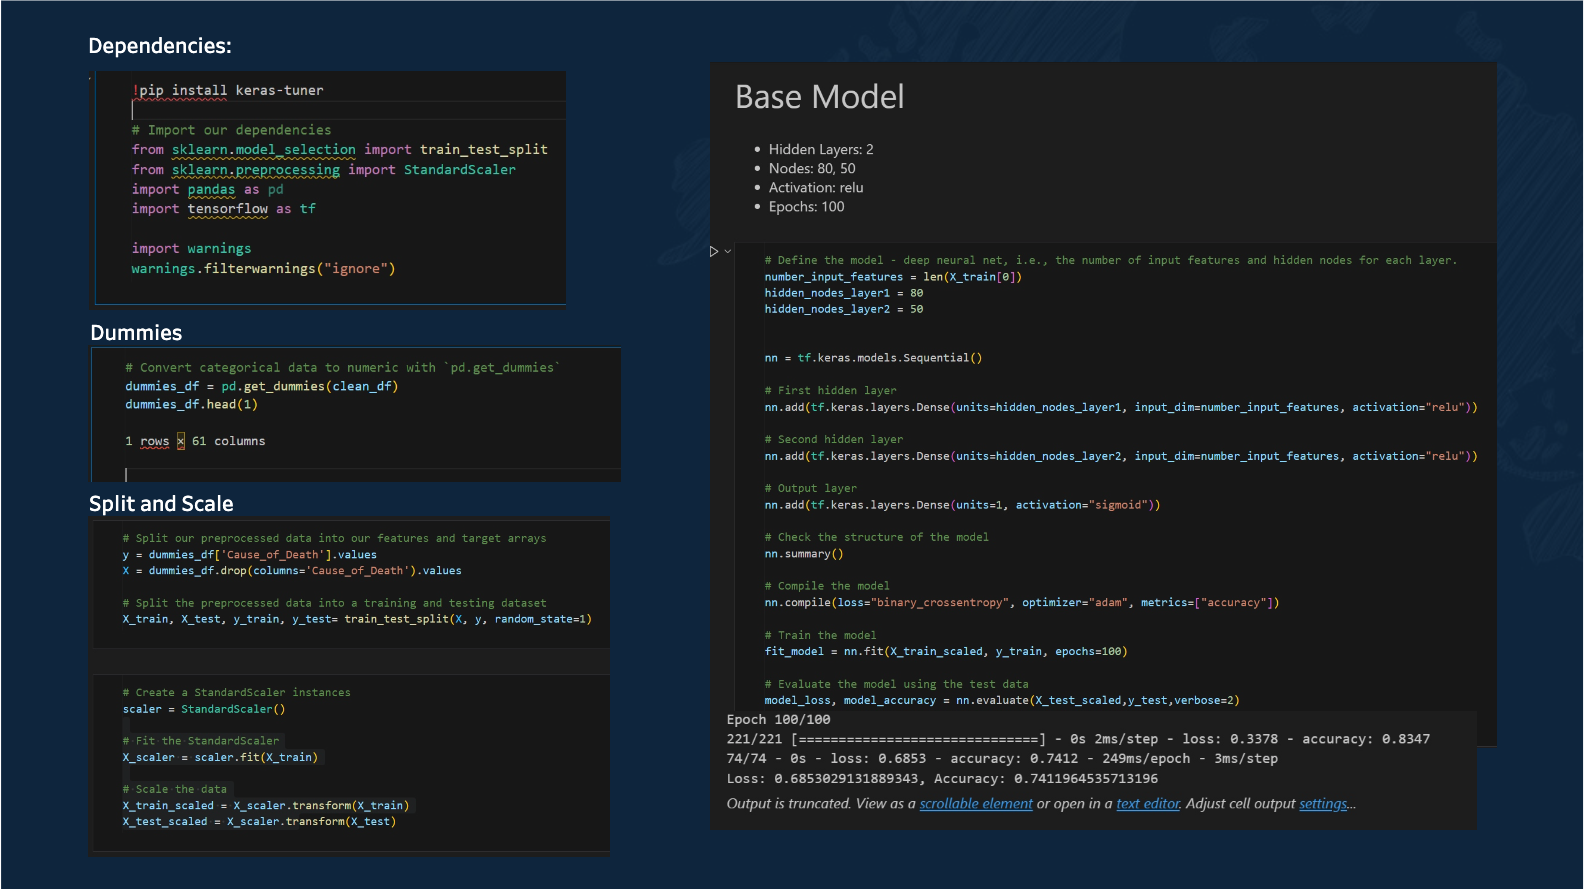 Dependencies:
!pip install keras-tuner
# Import our dependencies
from sklearn.model_selection import train_test_split
from sklearn.preprocessing import StandardScaler
import pandas as pd
import tensorflow as tf
import warnings
warnings.filterwarnings("ignore")
Dummies
# Convert categorical data to numeric with `pd.get_dummies`
dummies_df = pd.get_dummies(clean_df)
dummies_df.head(1)
1 rows × 61 columns
Split and Scale
# Split our preprocessed data into our features and target arrays
y = dummies_df['Cause_of_Death'].values
X = dummies_df.drop(columns='Cause_of_Death').values
# Split the preprocessed data into a training and testing dataset
X_train, X_test, y_train, y_test= train_test_split(X, y, random_state=1)
# Create a StandardScaler instances
scaler = StandardScaler()
# Fit the StandardScaler
X_scaler = scaler.fit(X_train)
# Scale the data
X_train_scaled = X_scaler.transform(X_train)
X_test_scaled = X_scaler.transform(X_test)
Base Model
• Hidden Layers: 2
• Nodes: 80, 50
• Activation: relu
• Epochs: 100
# Define the model - deep neural net, i.e., the number of input features and hidden nodes for each layer.
number_input_features = len(X_train[0])
hidden_nodes_layer1 = 80
hidden_nodes_layer2 = 50
nn = tf.keras.models.Sequential()
# First hidden layer
nn.add(tf.keras.layers.Dense(units=hidden_nodes_layer1, input_dim=number_input_features, activation="relu"))
# Second hidden layer
nn.add(tf.keras.layers.Dense(units=hidden_nodes_layer2, input_dim=number_input_features, activation="relu"))
# Output layer
nn.add(tf.keras.layers.Dense(units=1, activation="sigmoid"))
# Check the structure of the model
nn.summary()
# Compile the model
nn.compile(loss="binary_crossentropy", optimizer="adam", metrics=["accuracy"])
# Train the model
fit_model = nn.fit(X_train_scaled, y_train, epochs=100)
# Evaluate the model using the test data
model_loss, model_accuracy = nn.evaluate(X_test_scaled,y_test,verbose=2)
Epoch 100/100
221/221 [==============================] - 0s 2ms/step - loss: 0.3378 - accuracy: 0.8347
74/74 - 0s - loss: 0.6853 - accuracy: 0.7412 - 249ms/epoch - 3ms/step
Loss: 0.6853029131889343, Accuracy: 0.7411964535713196
Output is truncated. View as a scrollable element or open in a text editor. Adjust cell output settings...